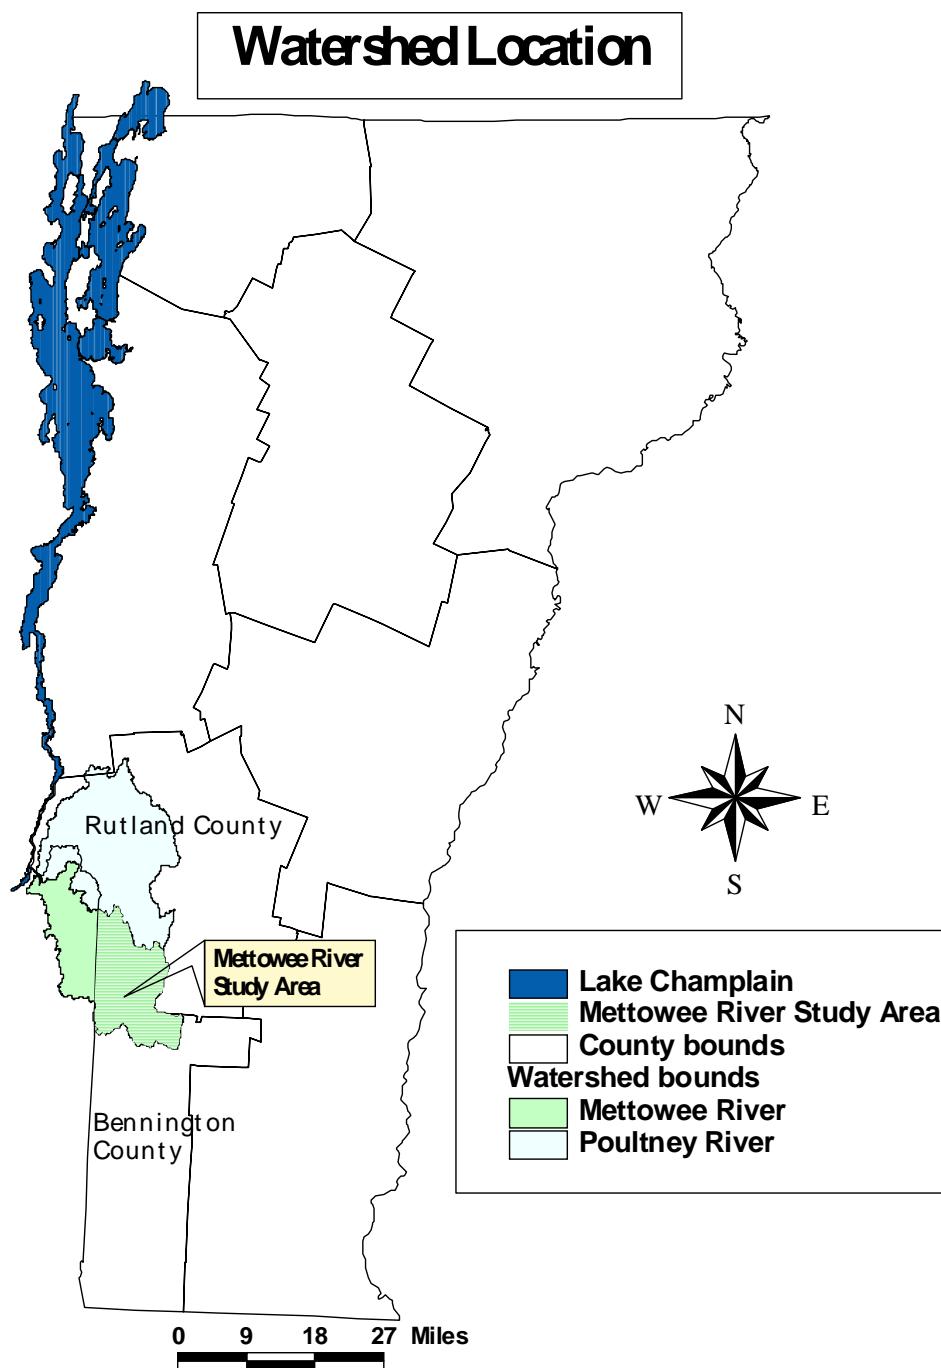 Watershed Location
N
W
E
S
Rutland County
Mettowee River
Study Area
Bennington
County
Lake Champlain
Mettowee River Study Area
County bounds
Watershed bounds
Mettowee River
Poultney River
0 9 18 27 Miles